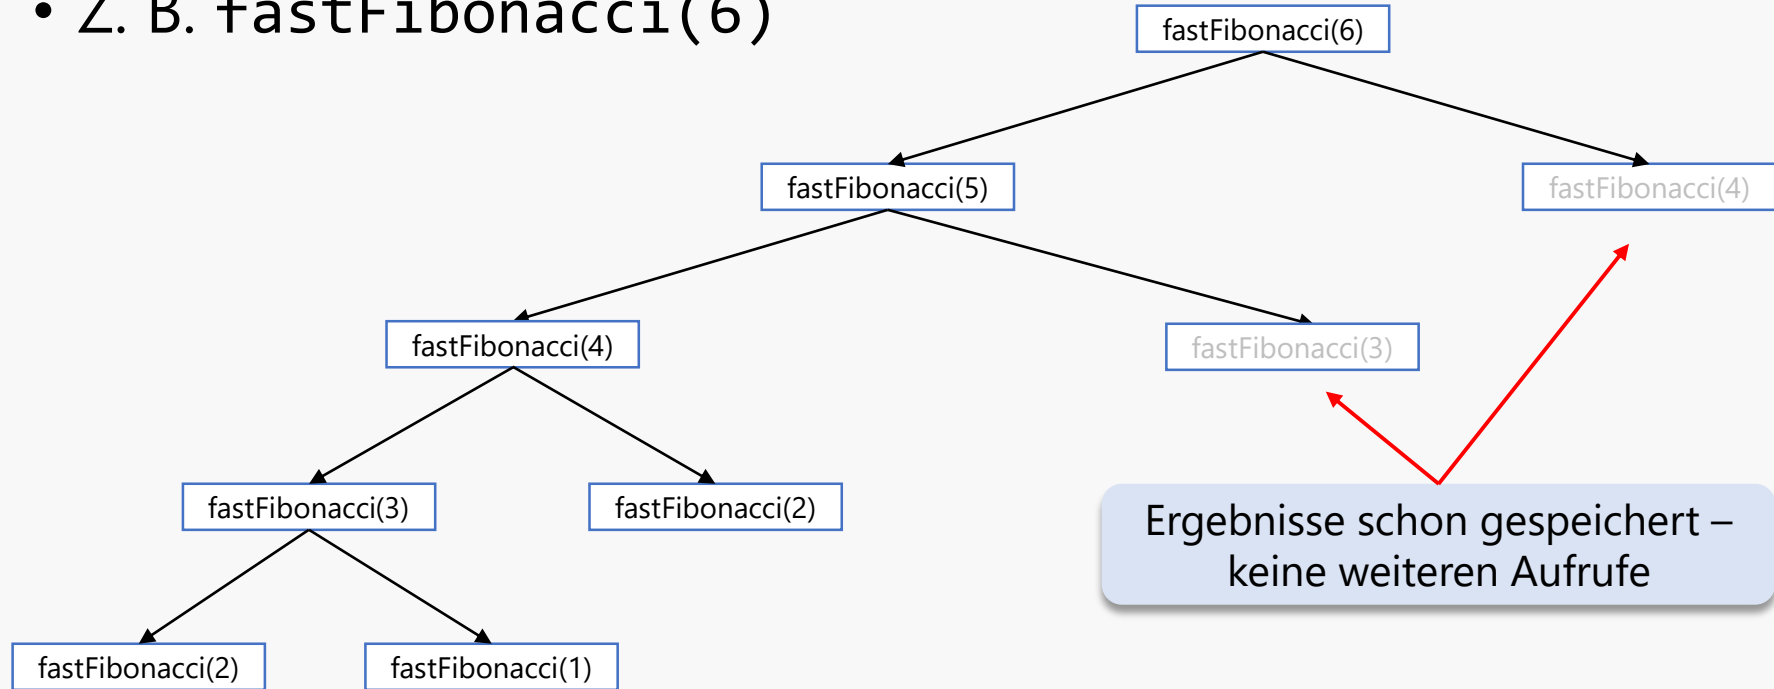 • Z. B. fastFibonacci(6)
fastFibonacci(6)
fastFibonacci(5)
fastFibonacci(4)
fastFibonacci(4)
fastFibonacci(3)
fastFibonacci(3)
fastFibonacci(2)
Ergebnisse schon gespeichert –
keine weiteren Aufrufe
fastFibonacci(2)
fastFibonacci(1)